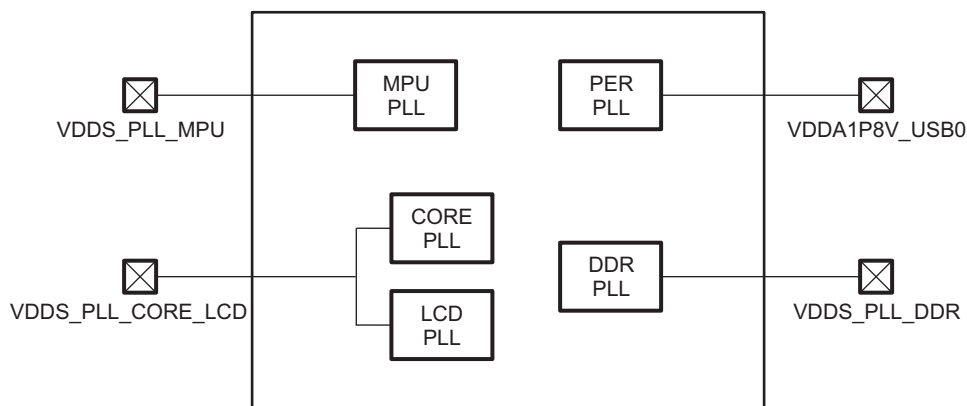 MPU
PLL
PER
PLL
VDDS_PLL_MPU
VDDA1P8V_USB0
CORE
PLL
DDR
PLL
VDDS_PLL_CORE_LCD
LCD
PLL
VDDS_PLL_DDR